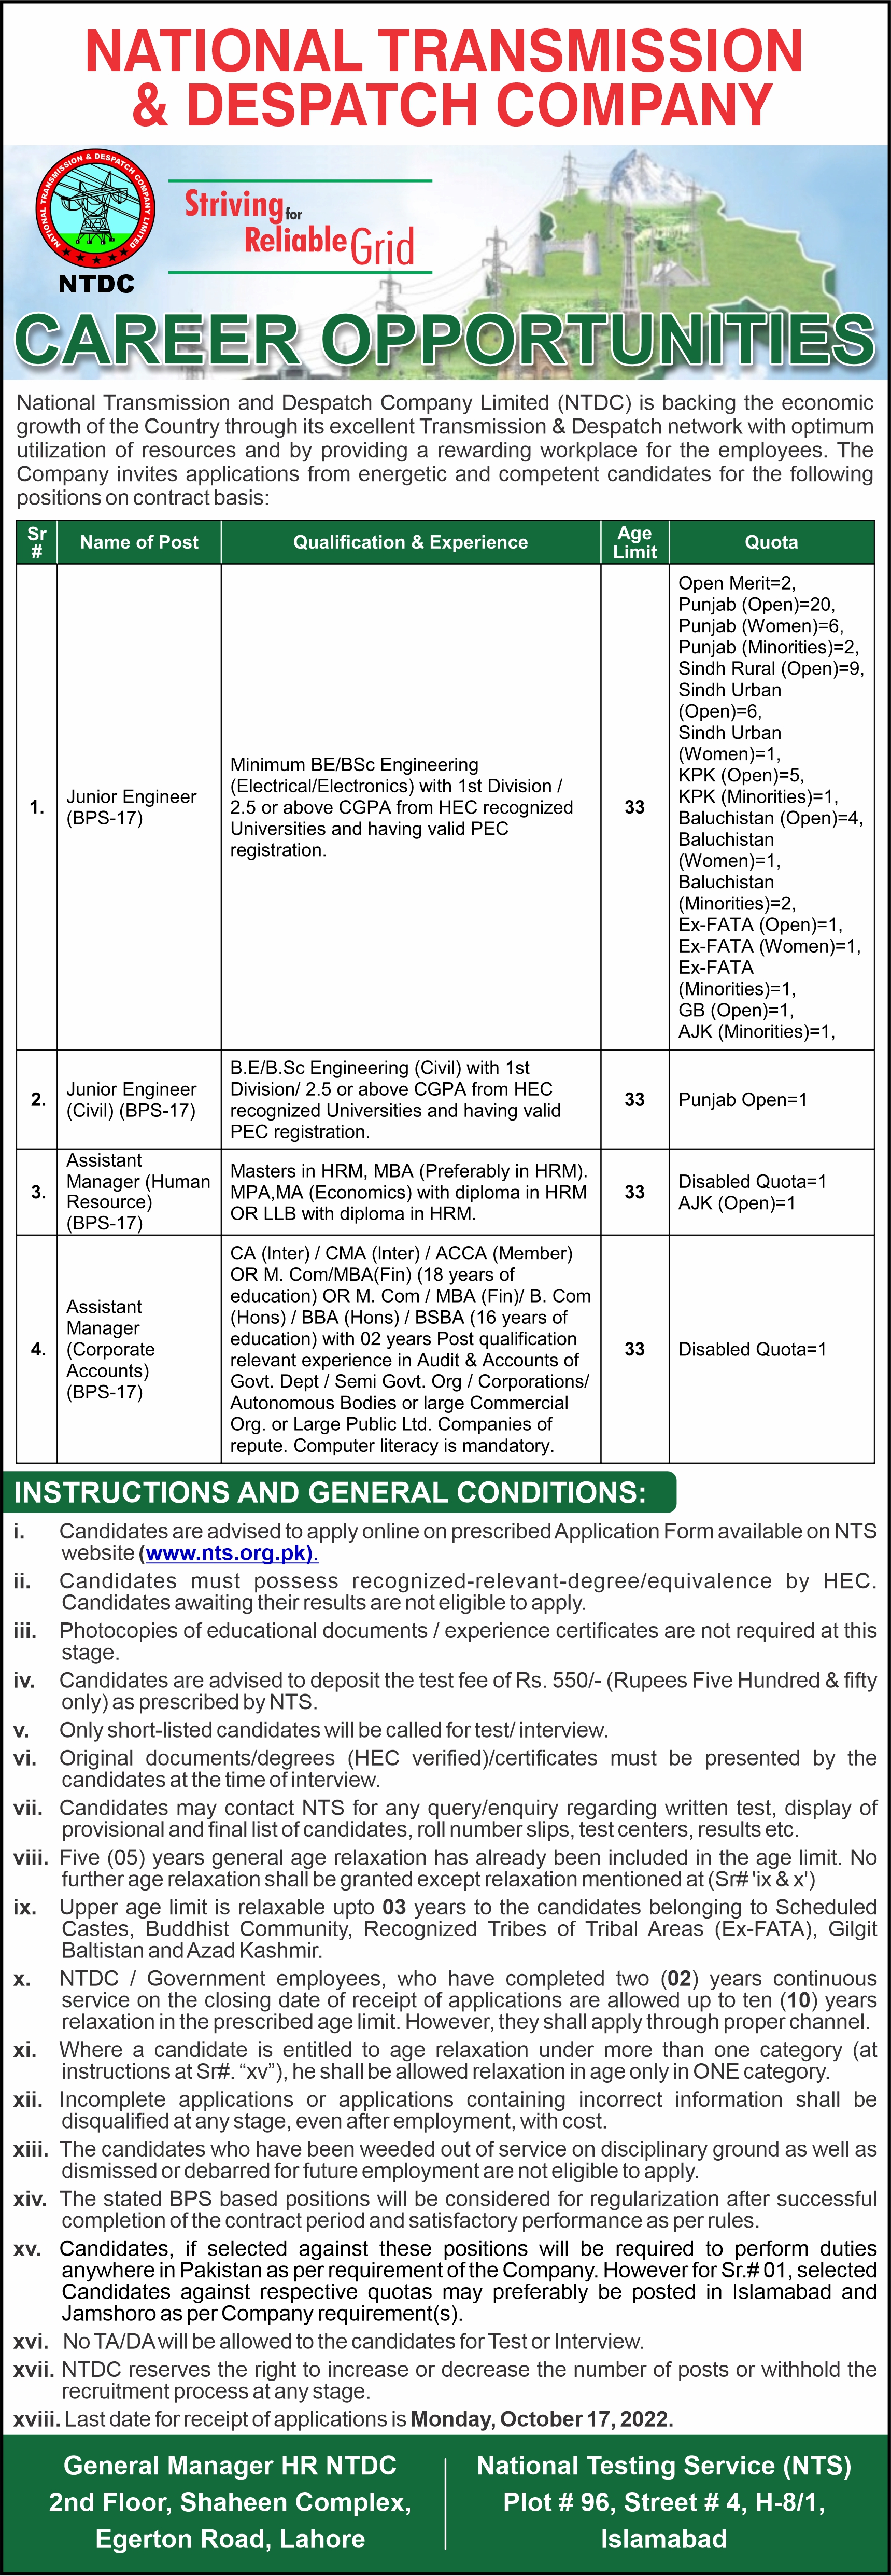 NATIONAL TRANSMISSION
& DESPATCH COMPANY
NATIONAL TRANSMISSION & DESPATCH COMPANY LIMITED
NTDC
Striving for
Reliable Grid
CAREER OPPORTUNITIES
National Transmission and Despatch Company Limited (NTDC) is backing the economic
growth of the Country through its excellent Transmission & Despatch network with optimum
utilization of resources and by providing a rewarding workplace for the employees. The
Company invites applications from energetic and competent candidates for the following
positions on contract basis:
Sr # Name of Post Qualification & Experience Age Limit Quota
1.
Junior Engineer
(BPS-17)
Minimum BE/BSc Engineering
(Electrical/Electronics) with 1st Division /
2.5 or above CGPA from HEC recognized
Universities and having valid PEC
registration.
33
Open Merit=2,
Punjab (Open)=20,
Punjab (Women)=6,
Punjab (Minorities)=2,
Sindh Rural (Open)=9,
Sindh Urban
(Open)=6,
Sindh Urban
(Women)=1,
KPK (Open)=5,
KPK (Minorities)=1,
Baluchistan (Open)=4,
Baluchistan
(Women)=1,
Baluchistan
(Minorities)=2,
Ex-FATA (Open)=1,
Ex-FATA (Women)=1,
Ex-FATA
(Minorities)=1,
GB (Open)=1,
AJK (Minorities)=1,
2.
Junior Engineer
(Civil) (BPS-17)
B.E/B.Sc Engineering (Civil) with 1st
Division/ 2.5 or above CGPA from HEC
recognized Universities and having valid
PEC registration.
33
Punjab Open=1
3.
Assistant
Manager (Human
Resource)
(BPS-17)
Masters in HRM, MBA (Preferably in HRM).
MPA,MA (Economics) with diploma in HRM
OR LLB with diploma in HRM.
33
Disabled Quota=1
AJK (Open)=1
4.
Assistant
Manager
(Corporate
Accounts)
(BPS-17)
CA (Inter) / CMA (Inter) / ACCA (Member)
OR M. Com/MBA(Fin) (18 years of
education) OR M. Com / MBA (Fin)/ B. Com
(Hons) / BBA (Hons) / BSBA (16 years of
education) with 02 years Post qualification
relevant experience in Audit & Accounts of
Govt. Dept / Semi Govt. Org / Corporations/
Autonomous Bodies or large Commercial
Org. or Large Public Ltd. Companies of
repute. Computer literacy is mandatory.
33
Disabled Quota=1
INSTRUCTIONS AND GENERAL CONDITIONS:
i. Candidates are advised to apply online on prescribed Application Form available on NTS
website (www.nts.org.pk).
ii. Candidates must possess recognized-relevant-degree/equivalence by HEC.
Candidates awaiting their results are not eligible to apply.
iii. Photocopies of educational documents / experience certificates are not required at this
stage.
iv. Candidates are advised to deposit the test fee of Rs. 550/- (Rupees Five Hundred & fifty
only) as prescribed by NTS.
v. Only short-listed candidates will be called for test/ interview.
vi. Original documents/degrees (HEC verified)/certificates must be presented by the
candidates at the time of interview.
vii. Candidates may contact NTS for any query/enquiry regarding written test, display of
provisional and final list of candidates, roll number slips, test centers, results etc.
viii. Five (05) years general age relaxation has already been included in the age limit. No
further age relaxation shall be granted except relaxation mentioned at (Sr# 'ix & x')
ix. Upper age limit is relaxable upto 03 years to the candidates belonging to Scheduled
Castes, Buddhist Community, Recognized Tribes of Tribal Areas (Ex-FATA), Gilgit
Baltistan and Azad Kashmir.
x. NTDC / Government employees, who have completed two (02) years continuous
service on the closing date of receipt of applications are allowed up to ten (10) years
relaxation in the prescribed age limit. However, they shall apply through proper channel.
xi. Where a candidate is entitled to age relaxation under more than one category (at
instructions at Sr#. “xv”), he shall be allowed relaxation in age only in ONE category.
xii. Incomplete applications or applications containing incorrect information shall be
disqualified at any stage, even after employment, with cost.
xiii. The candidates who have been weeded out of service on disciplinary ground as well as
dismissed or debarred for future employment are not eligible to apply.
xiv. The stated BPS based positions will be considered for regularization after successful
completion of the contract period and satisfactory performance as per rules.
xv. Candidates, if selected against these positions will be required to perform duties
anywhere in Pakistan as per requirement of the Company. However for Sr.# 01, selected
Candidates against respective quotas may preferably be posted in Islamabad and
Jamshoro as per Company requirement(s).
xvi. No TA/DA will be allowed to the candidates for Test or Interview.
xvii. NTDC reserves the right to increase or decrease the number of posts or withhold the
recruitment process at any stage.
xviii. Last date for receipt of applications is Monday, October 17, 2022.
General Manager HR NTDC
2nd Floor, Shaheen Complex,
Egerton Road, Lahore
National Testing Service (NTS)
Plot # 96, Street # 4, H-8/1,
Islamabad